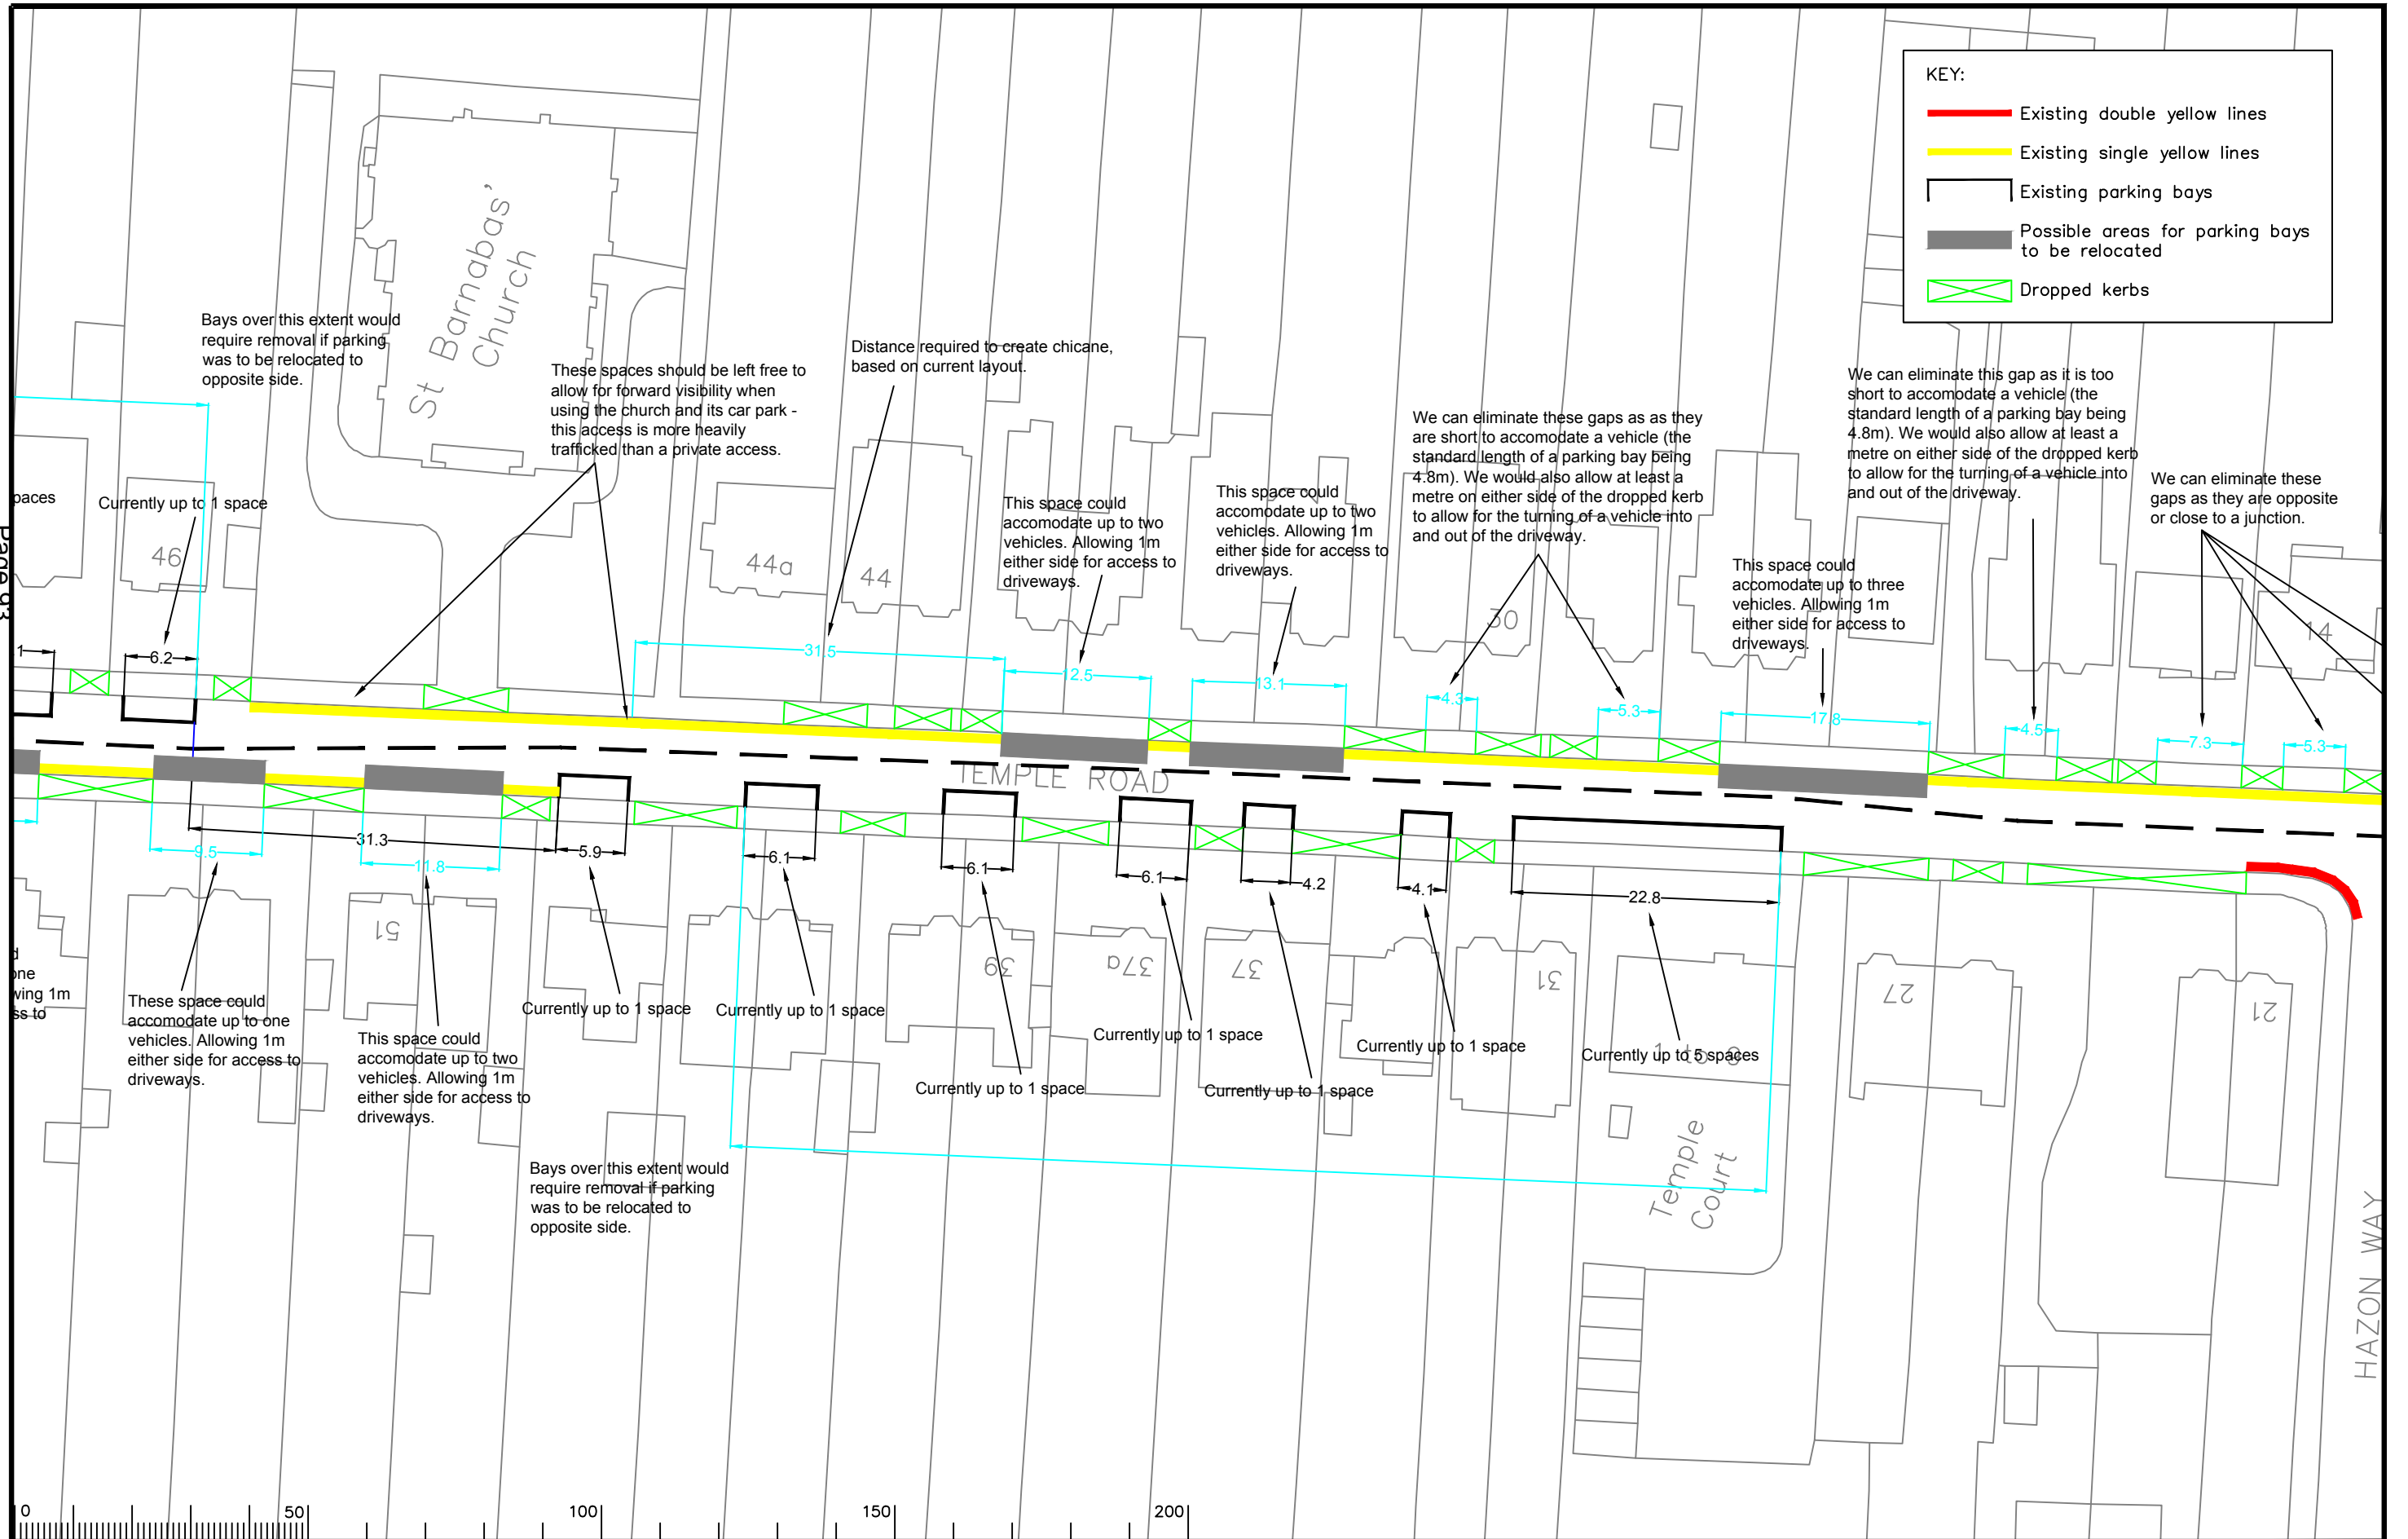 KEY:
Existing double yellow lines
Existing single yellow lines
Existing parking bays
Possible areas for parking bays
to be relocated
Dropped kerbs
St Barnabas'
Church
Bays over this extent would
require removal if parking
was to be relocated to
opposite side.
These spaces should be left free to
allow for forward visibility when
using the church and its car park -
this access is more heavily
trafficked than a private access.
Distance required to create chicane,
based on current layout.
This space could
accomodate up to two
vehicles. Allowing 1m
either side for access to
driveways.
This space could
accomodate up to two
vehicles. Allowing 1m
either side for access to
driveways.
We can eliminate these gaps as as they
are short to accomodate a vehicle (the
standard length of a parking bay being
4.8m). We would also allow at least a
metre on either side of the dropped kerb
to allow for the turning of a vehicle into
and out of the driveway.
This space could
accomodate up to three
vehicles. Allowing 1m
either side for access to
driveways.
We can eliminate this gap as it is too
short to accomodate a vehicle (the
standard length of a parking bay being
4.8m). We would also allow at least a
metre on either side of the dropped kerb
to allow for the turning of a vehicle into
and out of the driveway.
We can eliminate these
gaps as they are opposite
or close to a junction.
paces
Currently up to 1 space
Page 93
46
44a
44
30
14
1
6.2
31.5
12.5
13.1
4.3
5.3
17.8
4.5
7.3
5.3
TEMPLE ROAD
31.3
9.5
11.8
5.9
6.1
6.1
6.1
4.2
4.1
22.8
51
39
37a
37
31
27
21
d
one
wing 1m
ss to
These space could
accomodate up to one
vehicles. Allowing 1m
either side for access to
driveways.
This space could
accomodate up to two
vehicles. Allowing 1m
either side for access to
driveways.
Currently up to 1 space
Currently up to 1 space
Currently up to 1 space
Currently up to 1 space
Currently up to 1 space
Currently up to 1 space
Currently up to 5 spaces
1 to 8
Temple
Court
Bays over this extent would
require removal if parking
was to be relocated to
opposite side.
HAZON WAY
0
50
100
150
200